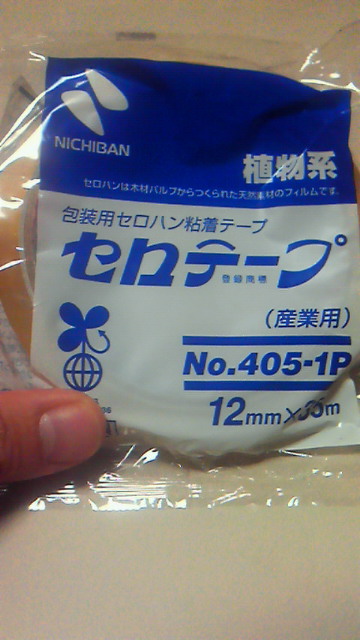 NICHIBAN
植物系
セロハンは木材パルプからつくられた天然素材のフィルムです。
包装用セロハン粘着テープ
セロテープ
登録商標
(産業用)
No.405-1P
12mm×35m